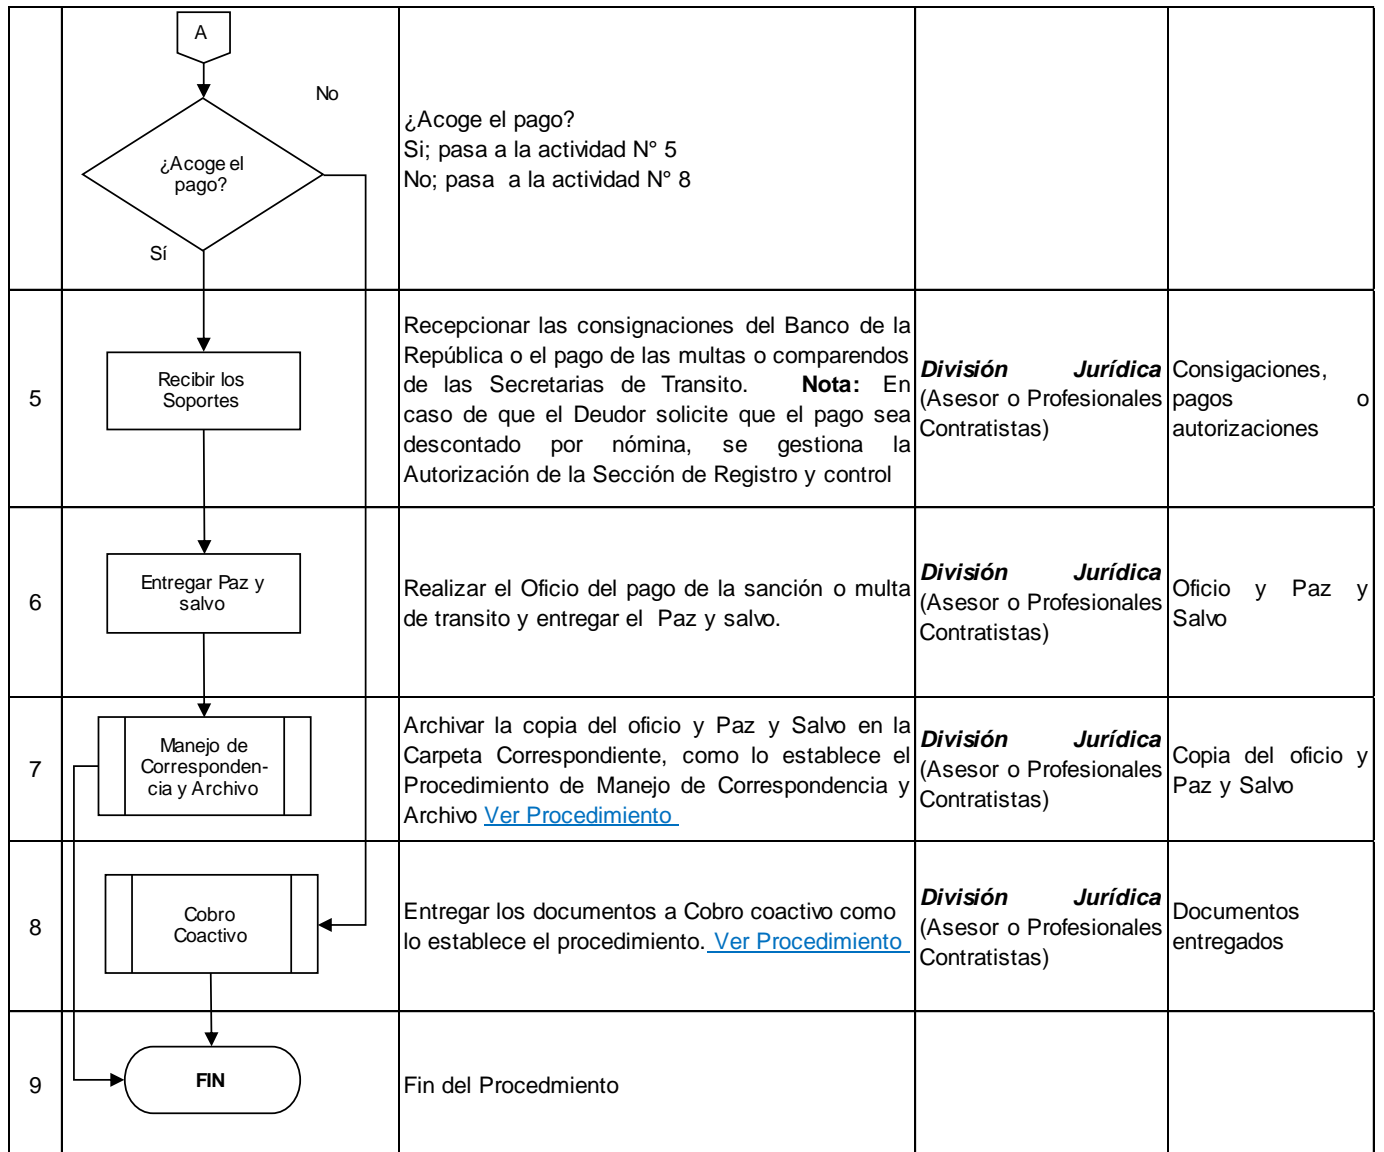 A
No
¿Acoge el
pago?
Sí
¿Acoge el pago?
Si; pasa a la actividad N° 5
No; pasa  a la actividad N° 8
5
Recibir los
Soportes
Recepcionar las consignaciones del Banco de la
República o el pago de las multas o comparendos
de las Secretarias de Transito. Nota: En
caso de que el Deudor solicite que el pago sea
descontado por nómina, se gestiona la
Autorización de la Sección de Registro y control
División Jurídica
(Asesor o Profesionales
Contratistas)
Consigaciones,
pagos o
autorizaciones
6
Entregar Paz y
salvo
Realizar el Oficio del pago de la sanción o multa
de transito y entregar el  Paz y salvo.
División Jurídica
(Asesor o Profesionales
Contratistas)
Oficio y Paz y
Salvo
7
Manejo de
Corresponden-
cia y Archivo
Archivar la copia del oficio y Paz y Salvo en la
Carpeta Correspondiente, como lo establece el
Procedimiento de Manejo de Correspondencia y
Archivo Ver Procedimiento
División Jurídica
(Asesor o Profesionales
Contratistas)
Copia del oficio y
Paz y Salvo
8
Cobro
Coactivo
Entregar los documentos a Cobro coactivo como
lo establece el procedimiento. Ver Procedimiento
División Jurídica
(Asesor o Profesionales
Contratistas)
Documentos
entregados
9
FIN
Fin del Procedmiento